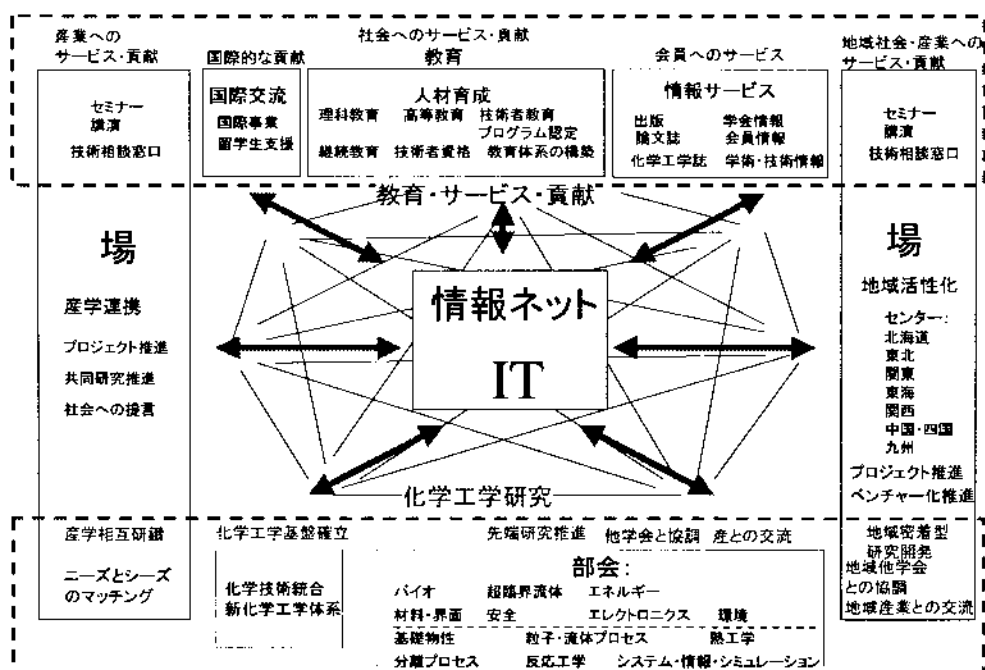 産業への
サービス・貢献
国際的な貢献
社会へのサービス・貢献
教育
会員へのサービス
地域社会・産業への
サービス・貢献
セミナー
講演
技術相談窓口
国際交流
国際事業
留学生支援
人材育成
理科教育 高等教育 技術者教育
プログラム認定
継続教育 技術者資格 教育体系の構築
情報サービス
出版 学会情報
論文誌 会員情報
化学工学誌 学術・技術情報
セミナー
講演
技術相談窓口
教育・サービス・貢献
場
産学連携
プロジェクト推進
共同研究推進
社会への提言
情報ネット
IT
場
地域活性化
センター:
北海道
東北
関東
東海
関西
中国・四国
九州
プロジェクト推進
ベンチャー化推進
化学工学研究
産学相互研鑽
ニーズとシーズ
のマッチング
化学工学基盤確立
化学技術統合
新化学工学体系
先端研究推進 他学会と協調 産との交流
部会:
バイオ 超臨界流体 エネルギー
材料・界面 安全 エレクトロニクス 環境
基礎物性 粒子・流体プロセス 熱工学
分離プロセス 反応工学 システム・情報・シミュレーション
地域密着型
研究開発
地域他学会
との協調
地域産業との交流